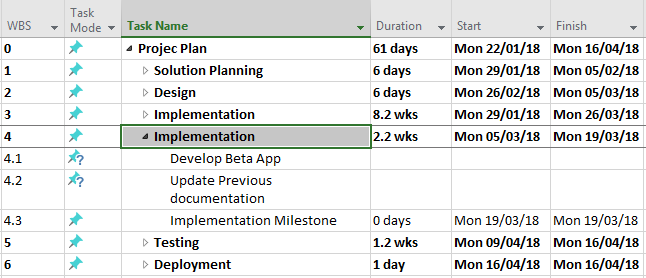 WBS Task Mode Task Name Duration Start Finish
0 Projec Plan 61 days Mon 22/01/18 Mon 16/04/18
1 Solution Planning 6 days Mon 29/01/18 Mon 05/02/18
2 Design 6 days Mon 26/02/18 Mon 05/03/18
3 Implementation 8.2 wks Mon 29/01/18 Mon 26/03/18
4 Implementation 2.2 wks Mon 05/03/18 Mon 19/03/18
4.1 ? Develop Beta App
4.2 ? Update Previous
documentation
4.3 Implementation Milestone 0 days Mon 19/03/18 Mon 19/03/18
5 Testing 1.2 wks Mon 09/04/18 Mon 16/04/18
6 Deployment 1 day Mon 16/04/18 Mon 16/04/18